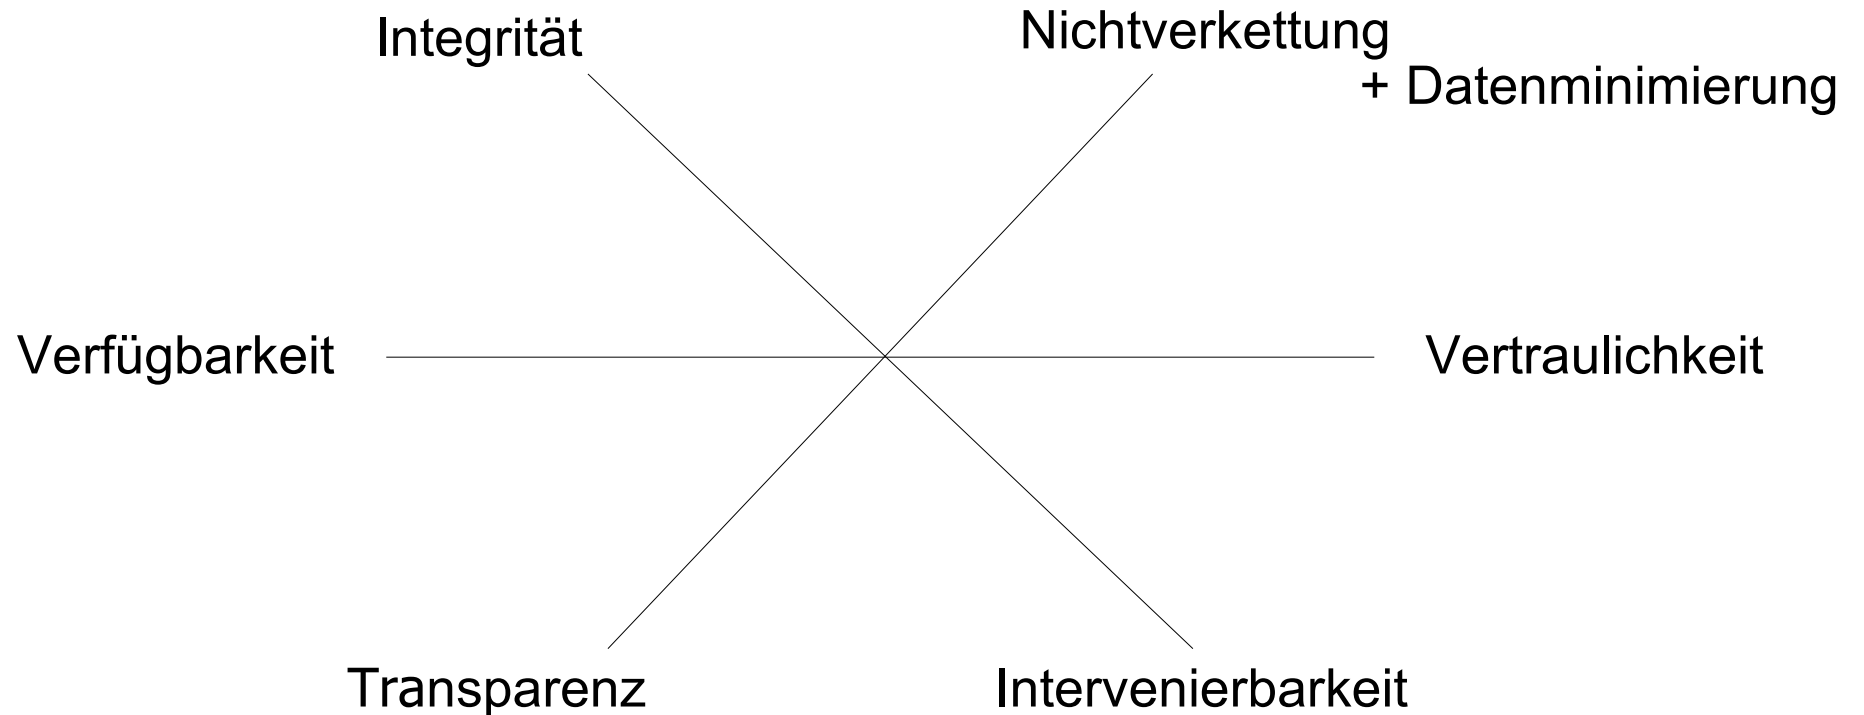 Integrität
Nichtverkettung
+ Datenminimierung
Verfügbarkeit
Vertraulichkeit
Transparenz
Intervenierbarkeit